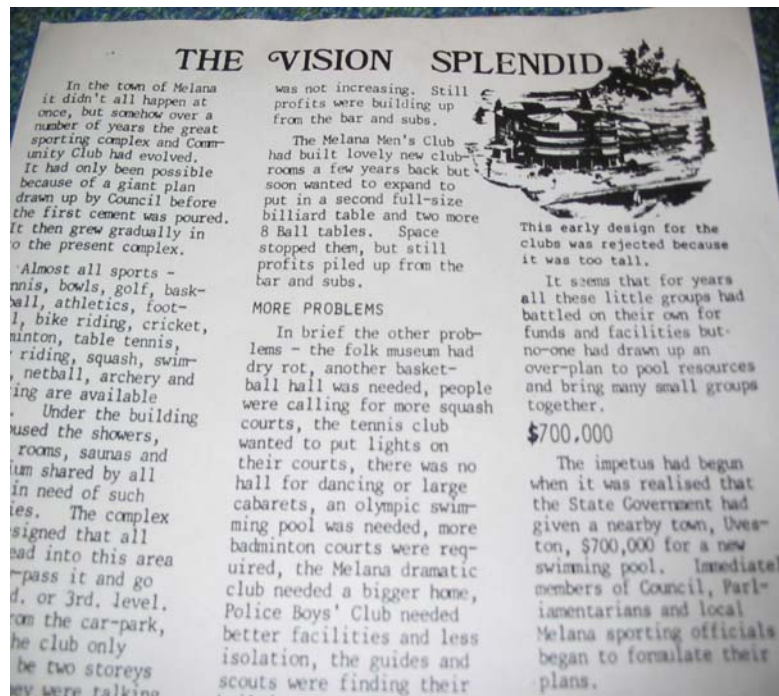 THE VISION SPLENDID
In the town of Melana
it didn't all happen at
once, but somehow over a
number of years the great
sporting complex and Comm-
unity Club had evolved.
It had only been possible
because of a giant plan
drawn up by Council before
the first cement was poured.
It then grew gradually in
to the present complex.
Almost all sports -
nnis, bowls, golf, bask-
ball, athletics, foot-
l, bike riding, cricket,
minton, table tennis,
riding, squash, swim-
, netball, archery and
ing are available
. Under the building
oused the showers,
rooms, saunas and
ium shared by all
in need of such
ies. The complex
signed that all
ead into this area
-pass it and go
d. or 3rd. level.
rom the car-park,
he club only
be two storeys
ey were talking
was not increasing. Still
profits were building up
from the bar and subs.
The Melana Men's Club
had built lovely new club-
rooms a few years back but
soon wanted to expand to
put in a second full-size
billiard table and two more
8 Ball tables. Space
stopped them, but still
profits piled up from the
bar and subs.
MORE PROBLEMS
In brief the other prob-
lems - the folk museum had
dry rot, another basket-
ball hall was needed, people
were calling for more squash
courts, the tennis club
wanted to put lights on
their courts, there was no
hall for dancing or large
cabarets, an olympic swim-
ming pool was needed, more
badminton courts were req-
uired, the Melana dramatic
club needed a bigger home,
Police Boys' Club needed
better facilities and less
isolation, the guides and
scouts were finding their
This early design for the
clubs was rejected because
it was too tall.
It seems that for years
all these little groups had
battled on their own for
funds and facilities but
no-one had drawn up an
over-plan to pool resources
and bring many small groups
together.
$700,000
The impetus had begun
when it was realised that
the State Government had
given a nearby town, Uves-
ton, $700,000 for a new
swimming pool. Immediatel
members of Council, Parl-
iamentarians and local
Melana sporting officials
began to formulate their
plans.